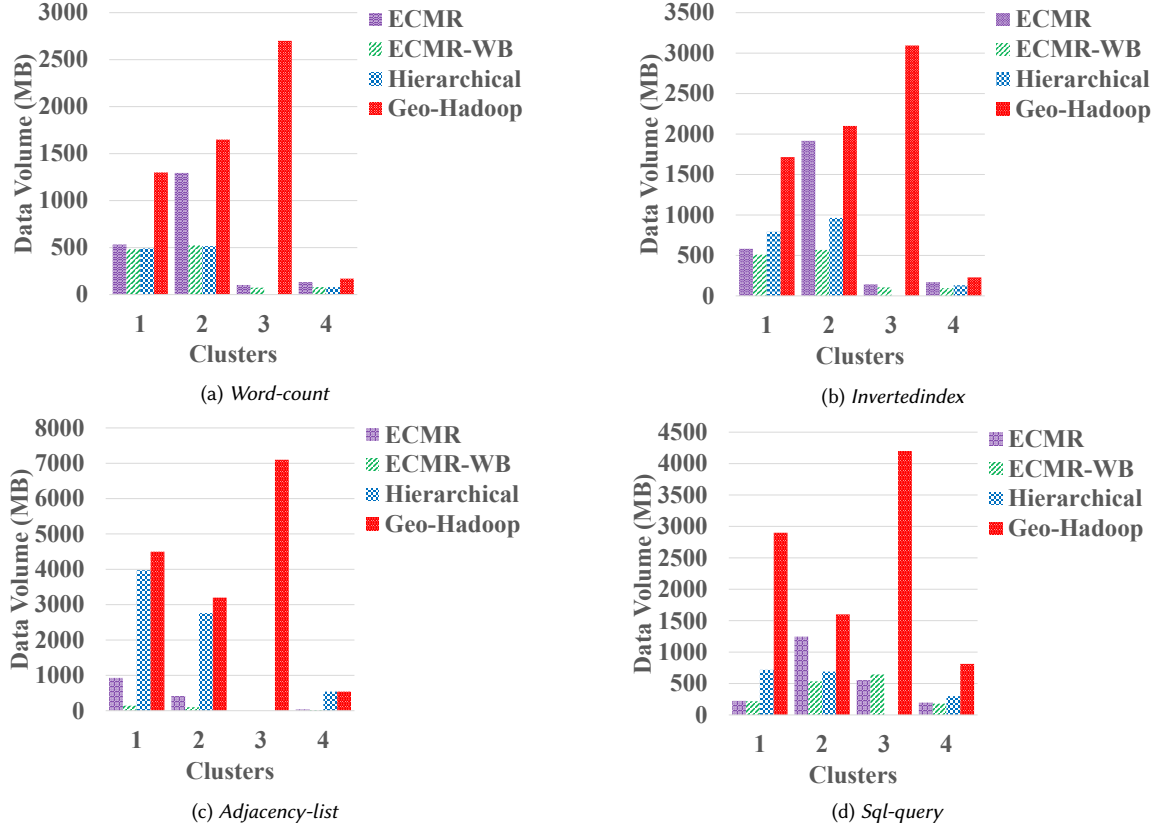 3000
2500
2000
1500
1000
500
0
Data Volume (MB)
1 2 3 4
Clusters
ECMR
ECMR-WB
Hierarchical
Geo-Hadoop
(a) Word-count
3500
3000
2500
2000
1500
1000
500
0
Data Volume (MB)
1 2 3 4
Clusters
ECMR
ECMR-WB
Hierarchical
Geo-Hadoop
(b) Invertedindex
8000
7000
6000
5000
4000
3000
2000
1000
0
Data Volume (MB)
1 2 3 4
Clusters
ECMR
ECMR-WB
Hierarchical
Geo-Hadoop
(c) Adjacency-list
4500
4000
3500
3000
2500
2000
1500
1000
500
0
Data Volume (MB)
1 2 3 4
Clusters
ECMR
ECMR-WB
Hierarchical
Geo-Hadoop
(d) Sql-query